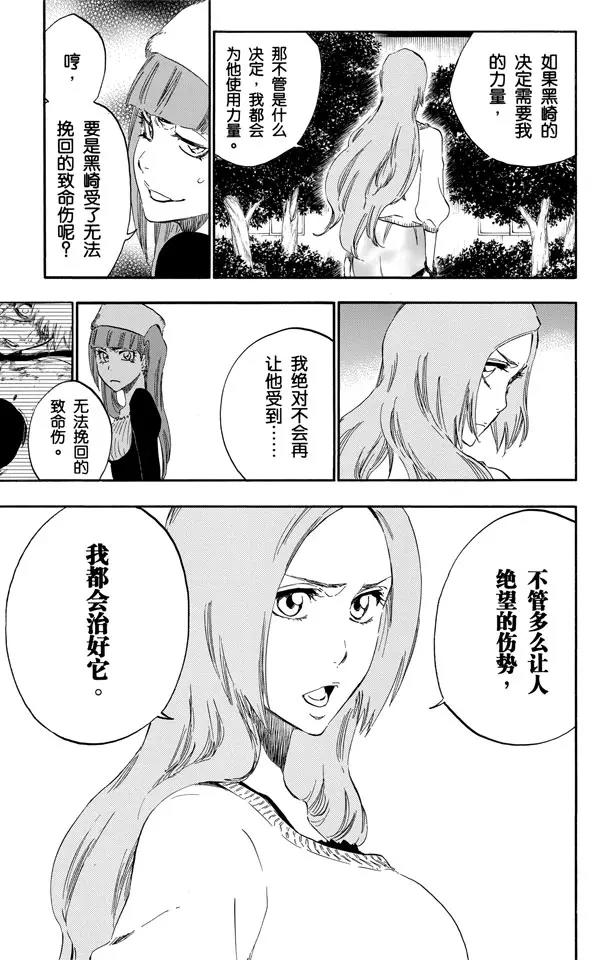 如果黑崎的
决定需要我
的力量，
那不管是什么
决定，我都会
为他使用力量。
哼，
要是黑崎受了无法
挽回的致命伤呢？
我绝对不会再
让他受到……
无法挽回的
致命伤。
不管多么让人
绝望的伤势，
我都会治好它。